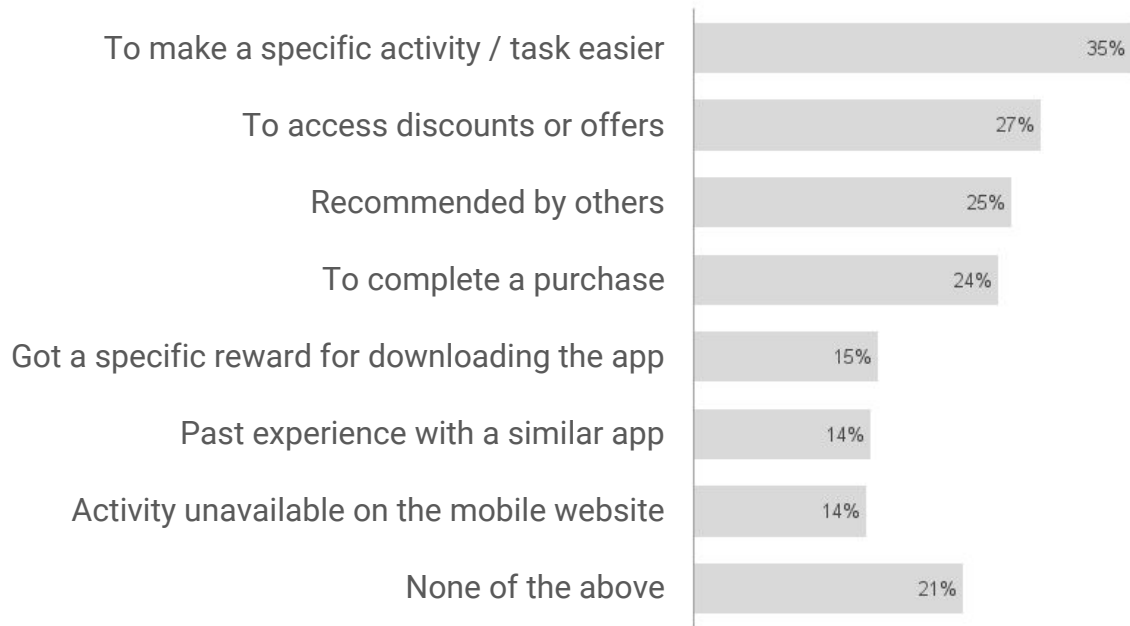 To make a specific activity / task easier 35%
To access discounts or offers 27%
Recommended by others 25%
To complete a purchase 24%
Got a specific reward for downloading the app 15%
Past experience with a similar app 14%
Activity unavailable on the mobile website 14%
None of the above 21%